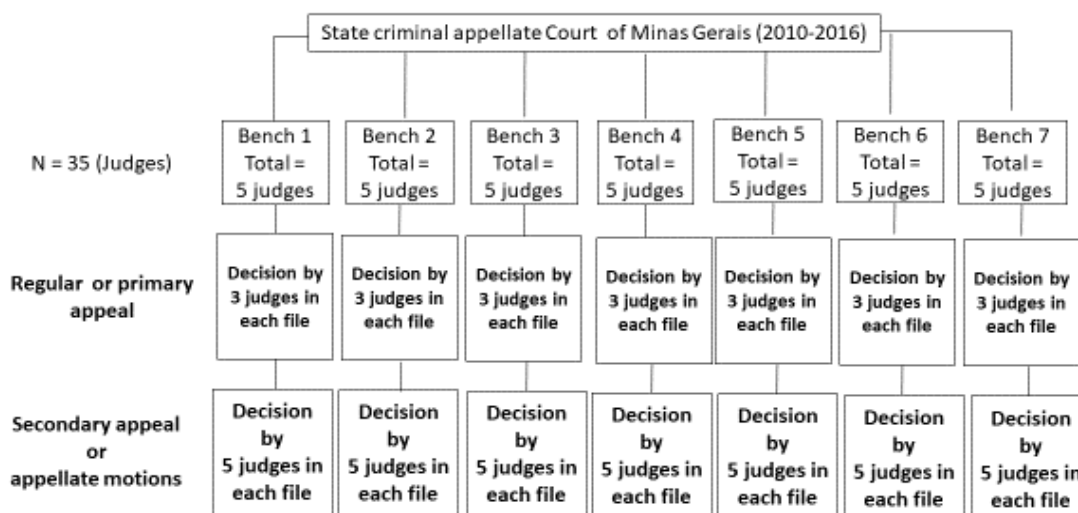 State criminal appellate Court of Minas Gerais (2010-2016)
N = 35 (Judges)
Bench 1
Total =
5 judges
Bench 2
Total =
5 judges
Bench 3
Total =
5 judges
Bench 4
Total =
5 judges
Bench 5
Total =
5 judges
Bench 6
Total =
5 judges
Bench 7
Total =
5 judges
Regular or primary
appeal
Decision by
3 judges in
each file
Decision by
3 judges in
each file
Decision by
3 judges in
each file
Decision by
3 judges in
each file
Decision by
3 judges in
each file
Decision by
3 judges in
each file
Decision by
3 judges in
each file
Secondary appeal
or
appellate motions
Decision
by
5 judges in
each file
Decision
by
5 judges in
each file
Decision
by
5 judges in
each file
Decision
by
5 judges in
each file
Decision
by
5 judges in
each file
Decision
by
5 judges in
each file
Decision
by
5 judges in
each file